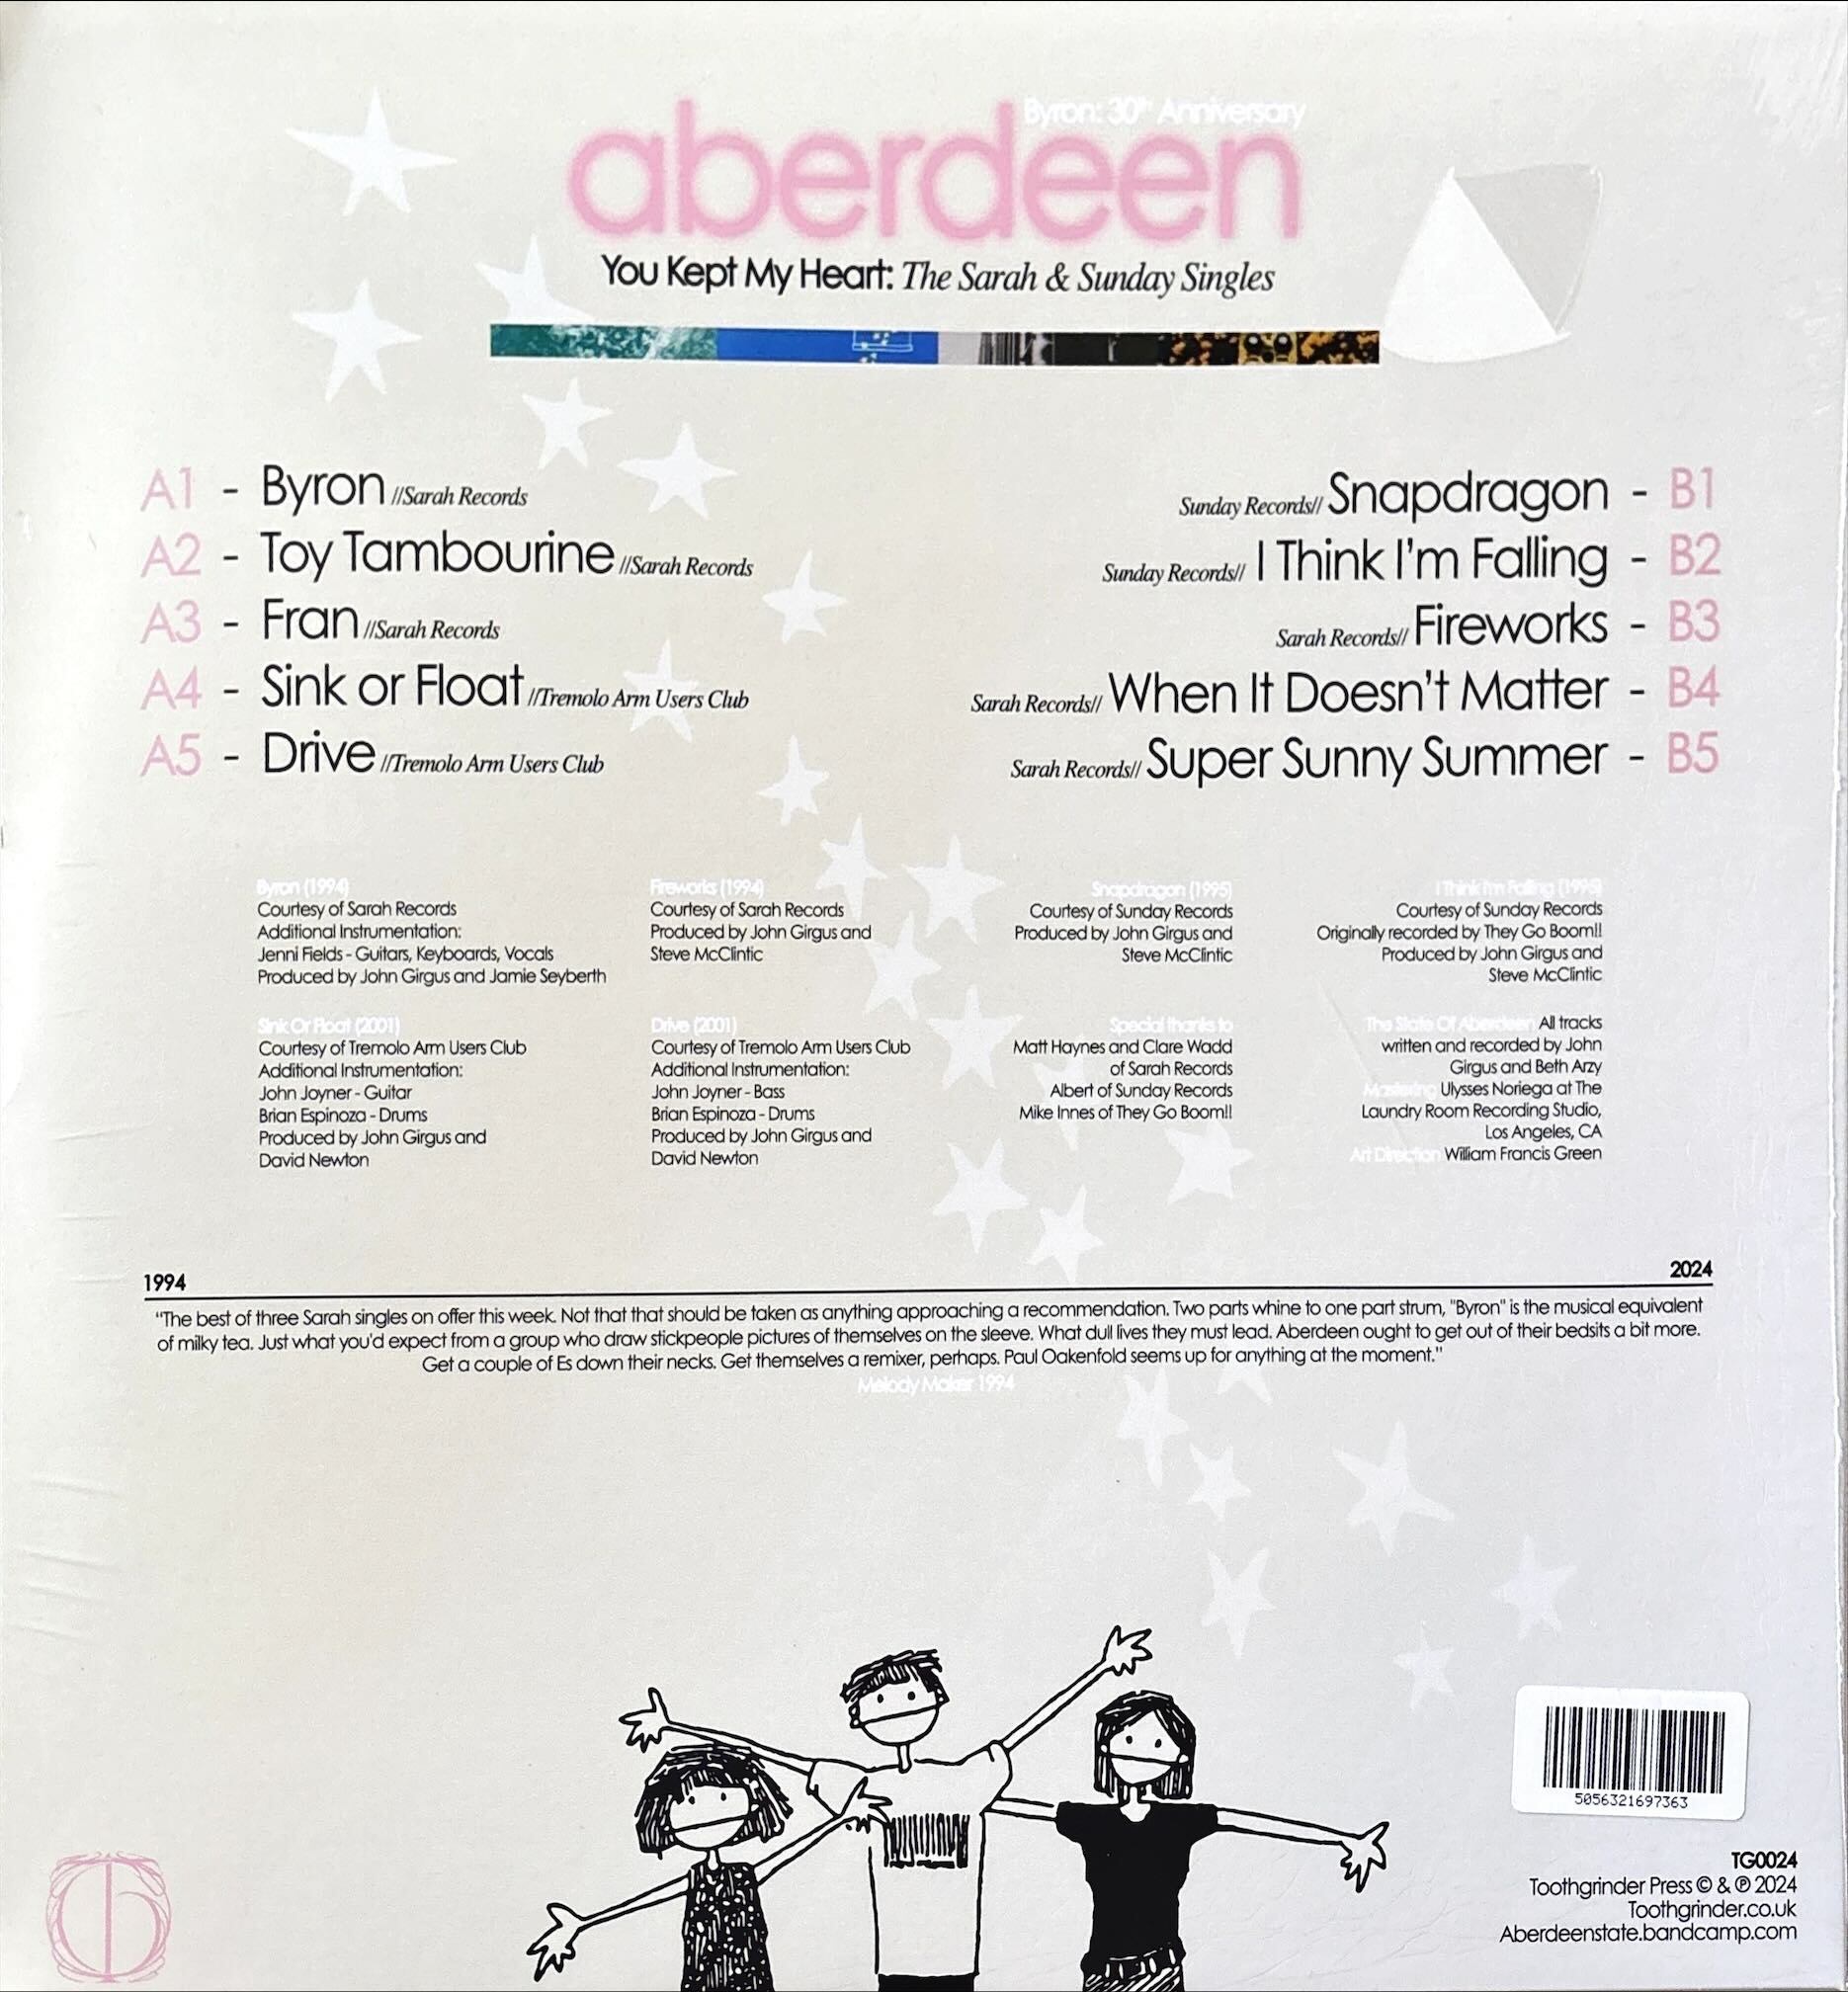 Byron: 30th Anniversary
aberdeen
You Kept My Heart: The Sarah & Sunday Singles
A1 - Byron //Sarah Records
A2 - Toy Tambourine //Sarah Records
A3 - Fran //Sarah Records
A4 - Sink or Float //Tremolo Arm Users Club
A5 - Drive //Tremolo Arm Users Club
Sunday Records// Snapdragon - B1
Sunday Records// I Think I'm Falling - B2
Sarah Records// Fireworks - B3
Sarah Records// When It Doesn't Matter - B4
Sarah Records// Super Sunny Summer - B5
Byron (1994)
Courtesy of Sarah Records
Additional Instrumentation:
Jenni Fields - Guitars, Keyboards, Vocals
Produced by John Girgus and Jamie Seyberth
Fireworks (1994)
Courtesy of Sarah Records
Produced by John Girgus and
Steve McClintic
Snapdragon (1995)
Courtesy of Sunday Records
Produced by John Girgus and
Steve McClintic
I Think I'm Falling (1995)
Courtesy of Sunday Records
Originally recorded by They Go Boom!!
Produced by John Girgus and
Steve McClintic
Sink Or Float (2001)
Courtesy of Tremolo Arm Users Club
Additional Instrumentation:
John Joyner - Guitar
Brian Espinoza - Drums
Produced by John Girgus and
David Newton
Drive (2001)
Courtesy of Tremolo Arm Users Club
Additional Instrumentation:
John Joyner - Bass
Brian Espinoza - Drums
Produced by John Girgus and
David Newton
Special thanks to
Matt Haynes and Clare Wadd
of Sarah Records
Albert of Sunday Records
Mike Innes of They Go Boom!!
The State Of Aberdeen All tracks
written and recorded by John
Girgus and Beth Arzy
Mastering Ulysses Noriega at The
Laundry Room Recording Studio,
Los Angeles, CA
Art Direction William Francis Green
1994
2024
"The best of three Sarah singles on offer this week. Not that that should be taken as anything approaching a recommendation. Two parts whine to one part strum, "Byron" is the musical equivalent
of milky tea. Just what you'd expect from a group who draw stickpeople pictures of themselves on the sleeve. What dull lives they must lead. Aberdeen ought to get out of their bedsits a bit more.
Get a couple of Es down their necks. Get themselves a remixer, perhaps. Paul Oakenfold seems up for anything at the moment."
Melody Maker 1994
5056321697363
TG0024
Toothgrinder Press © & ℗ 2024
Toothgrinder.co.uk
Aberdeenstate.bandcamp.com